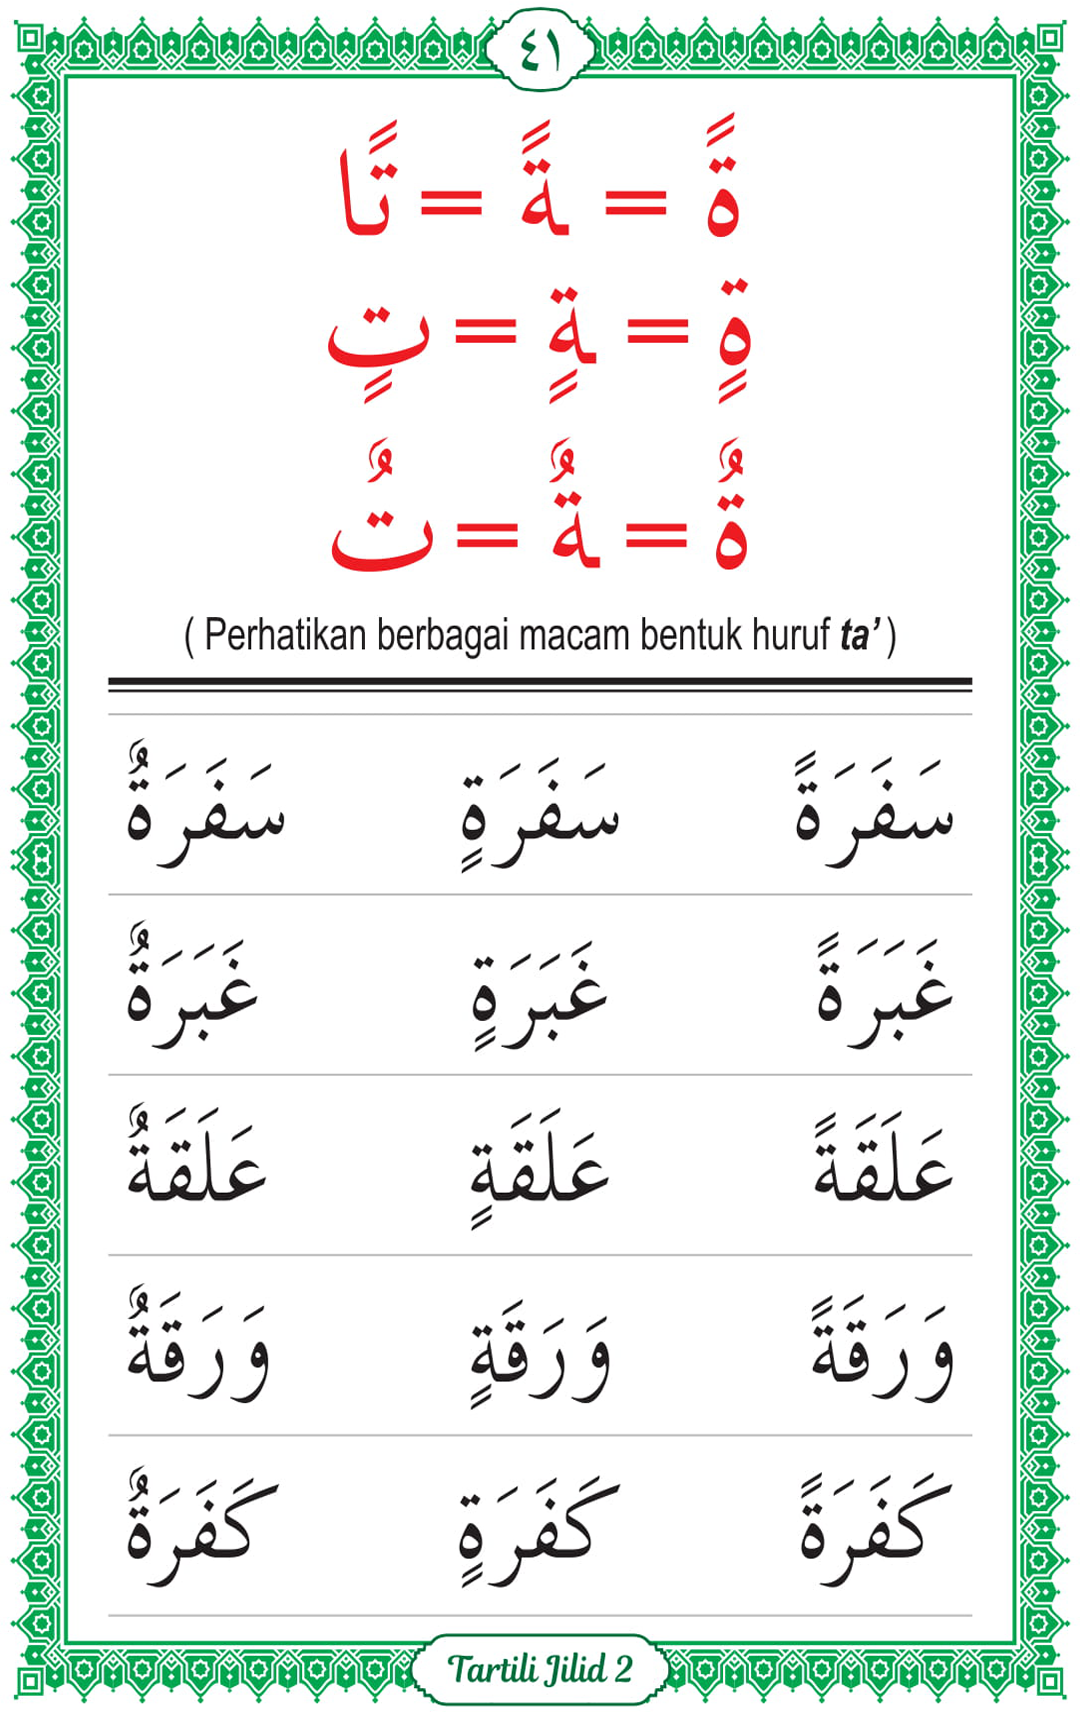 ٤١
ةً = ـةً = تًا
ةٍ = ـةٍ = تٍ
ةٌ = ـةٌ = تٌ
( Perhatikan berbagai macam bentuk huruf ta’ )
سَفَرَةً سَفَرَةٍ سَفَرَةٌ
غَبَرَةً غَبَرَةٍ غَبَرَةٌ
عَلَقَةً عَلَقَةٍ عَلَقَةٌ
وَرَقَةً وَرَقَةٍ وَرَقَةٌ
كَفَرَةً كَفَرَةٍ كَفَرَةٌ
Tartili Jilid 2